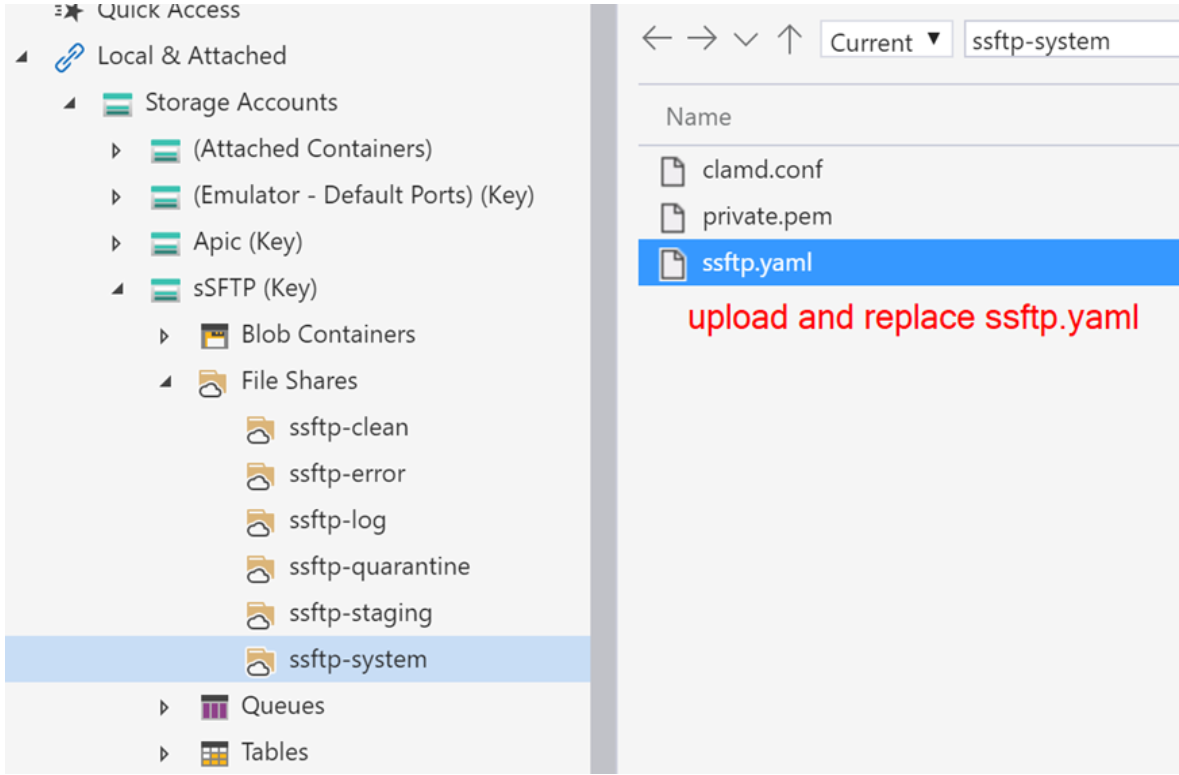 Quick Access
Local & Attached
Storage Accounts
(Attached Containers)
(Emulator - Default Ports) (Key)
Apic (Key)
sSFTP (Key)
Blob Containers
File Shares
ssftp-clean
ssftp-error
ssftp-log
ssftp-quarantine
ssftp-staging
ssftp-system
Queues
Tables
Current
ssftp-system
Name
clamd.conf
private.pem
ssftp.yaml
upload and replace ssftp.yaml